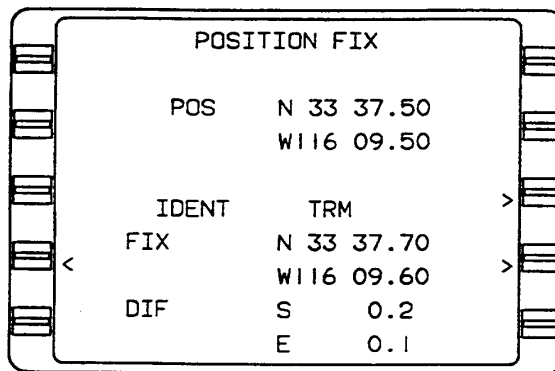 POSITION FIX
POS N 33 37.50
W116 09.50
IDENT TRM >
FIX N 33 37.70
< W116 09.60 >
DIF S 0.2
E 0.1